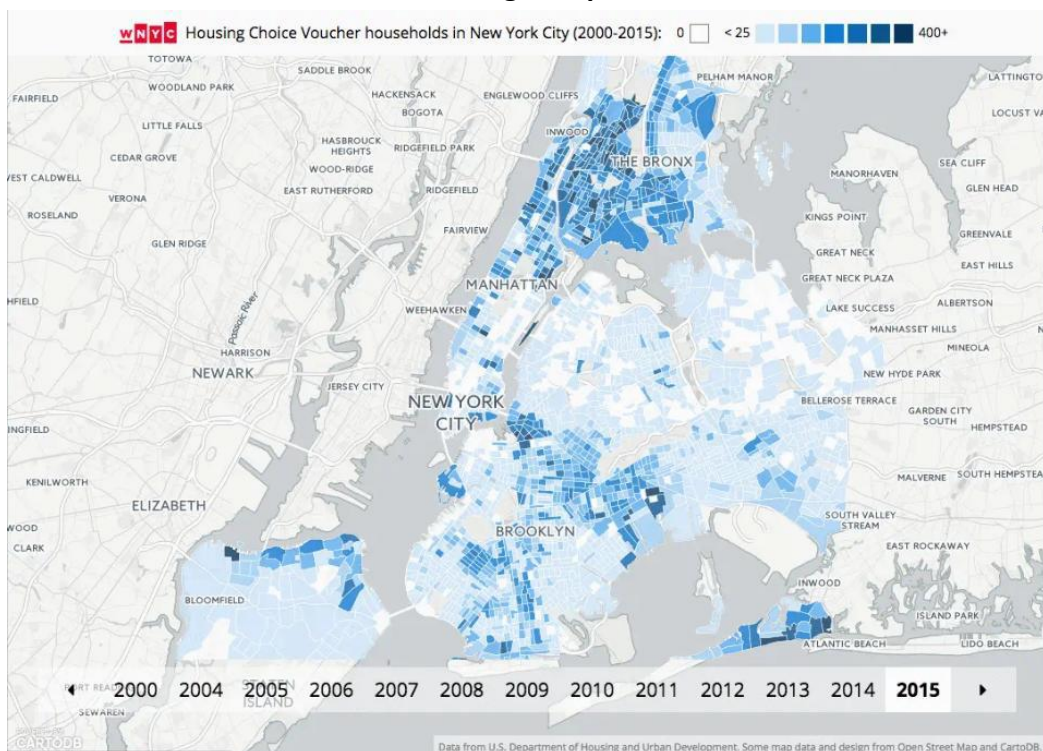 WNYC Housing Choice Voucher households in New York City (2000-2015): 0 < 25 400+
TOTOWA
SADDLE BROOK
PELHAM MANOR
LATTINGTO
WOODLAND PARK
HACKENSACK
ENGLEWOOD CLIFFS
FAIRFIELD
BOGOTA
LOCUST VA
LITTLE FALLS
INWOOD
HASBROUCK
HEIGHTS
RIDGEFIELD PARK
CEDAR GROVE
WOOD-RIDGE
THE BRONX
SEA CLIFF
VEST CALDWELL
EAST RUTHERFORD
RIDGEFIELD
MANORHAVEN
GLEN HEAD
VERONA
ROSELAND
KINGS POINT
FAIRVIEW
GREENVALE
GLEN RIDGE
GREAT NECK
EAST HILLS
GREAT NECK PLAZA
MANHATTAN
HFIELD
Passaic River
WEEHAWKEN
LAKE SUCCESS
ALBERTON
MANHASSET HILLS
N
HARRISON
MINEOLA
NEWARK
JERSEY CITY
NEW HYDE PARK
NEW YORK
CITY
BELLEROSE TERRACE
GARDEN CITY
SOUTH
HEMPSTEAD
INGFIELD
KENILWORTH
MALVERNE
SOUTH HEMPSTEA
ELIZABETH
WOOD
SOUTH VALLEY
STREAM
BROOKLYN
CLARK
EAST ROCKAWAY
BLOOMFIELD
INWOOD
ISLAND PARK
ATLANTIC BEACH
LIDO BEACH
PORT READ
STATEN
ISLAND
2000 2004 2005 2006 2007 2008 2009 2010 2011 2012 2013 2014 2015
SEWAREN
CARTODB
Data from U.S. Department of Housing and Urban Development. Some map data and design from Open Street Map and CartoDB.